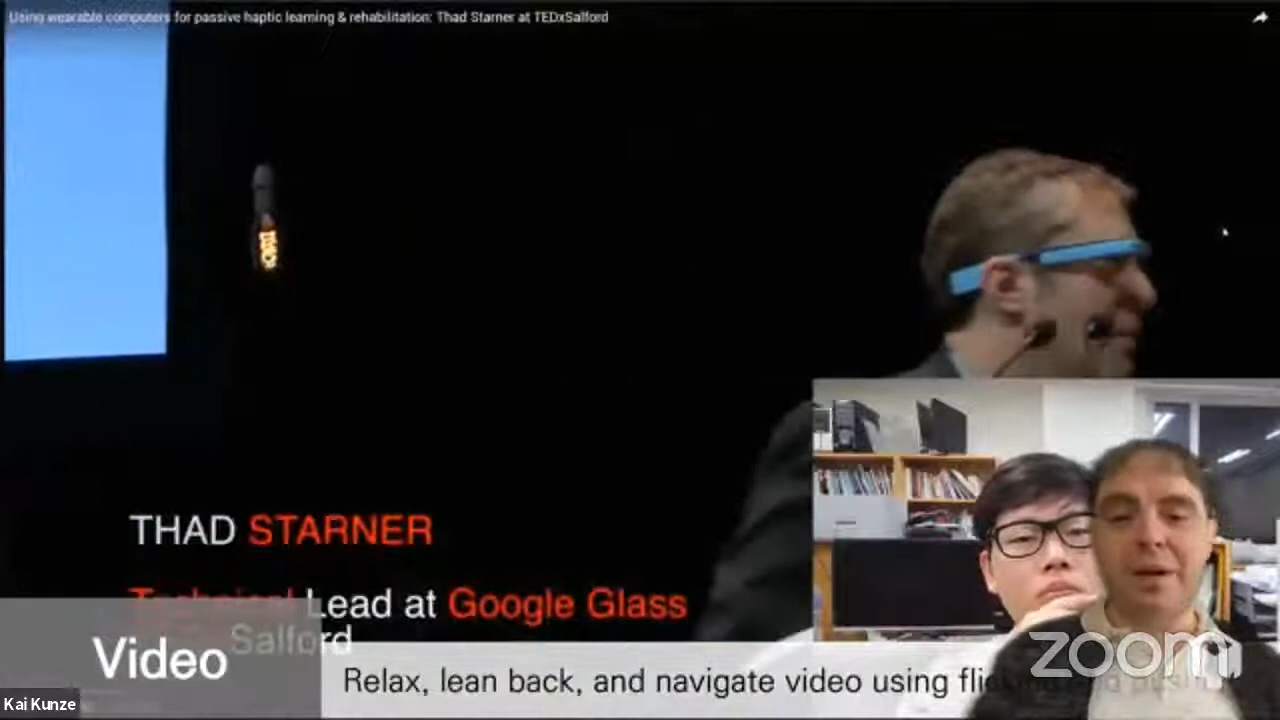 Using wearable computers for passive haptic learning & rehabilitation: Thad Starner at TEDxSalford
THAD STARNER
Technical Lead at Google Glass
Salford
Video
Relax, lean back, and navigate video using
zoom
Kai Kunze